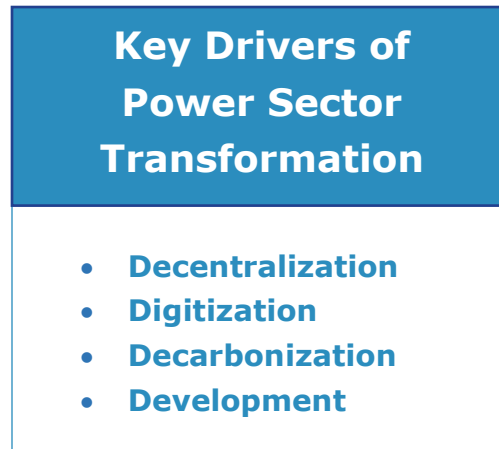 Key Drivers of
Power Sector
Transformation
• Decentralization
• Digitization
• Decarbonization
• Development